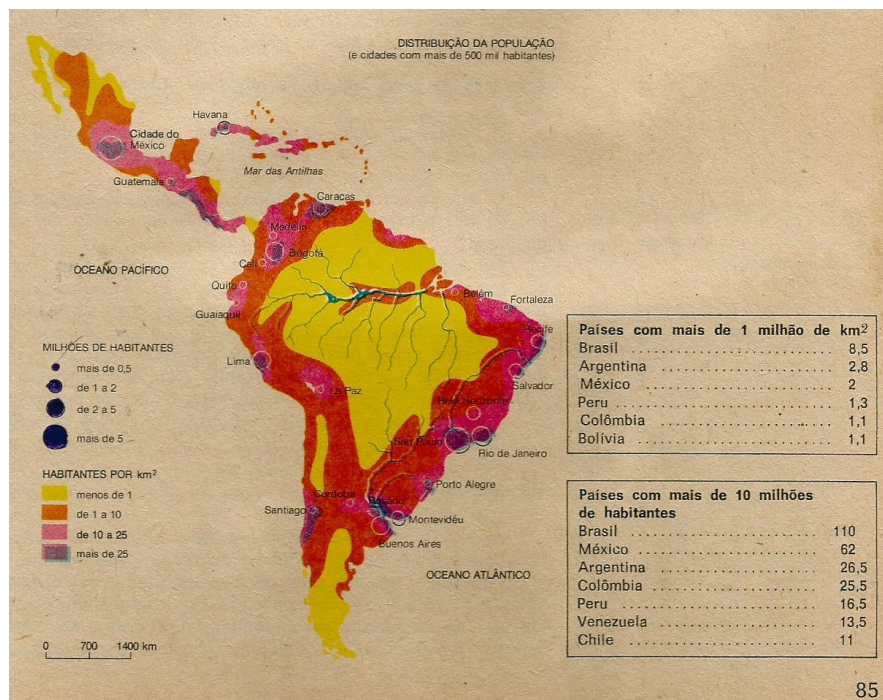 DISTRIBUIÇÃO DA POPULAÇÃO
(e cidades com mais de 500 mil habitantes)
Havana
Cidade do
México
Mar das Antilhas
Guatemala
Caracas
Medelín
Bogotá
Cali
OCEANO PACÍFICO
Quito
Belém
Fortaleza
Guaiaquil
Recife
Lima
La Paz
Salvador
Belo Horizonte
São Paulo
Rio de Janeiro
Porto Alegre
Córdoba
Rosário
Santiago
Montevidéu
Buenos Aires
OCEANO ATLÂNTICO
MILHÕES DE HABITANTES
mais de 0,5
de 1 a 2
de 2 a 5
mais de 5
HABITANTES POR km²
menos de 1
de 1 a 10
de 10 a 25
mais de 25
0 700 1400 km
Países com mais de 1 milhão de km²
Brasil ........................ 8,5
Argentina ........................ 2,8
México ........................ 2
Peru ........................ 1,3
Colômbia ........................ 1,1
Bolívia ........................ 1,1
Países com mais de 10 milhões
de habitantes
Brasil ........................ 110
México ........................ 62
Argentina ........................ 26,5
Colômbia ........................ 25,5
Peru ........................ 16,5
Venezuela ........................ 13,5
Chile ........................ 11
85